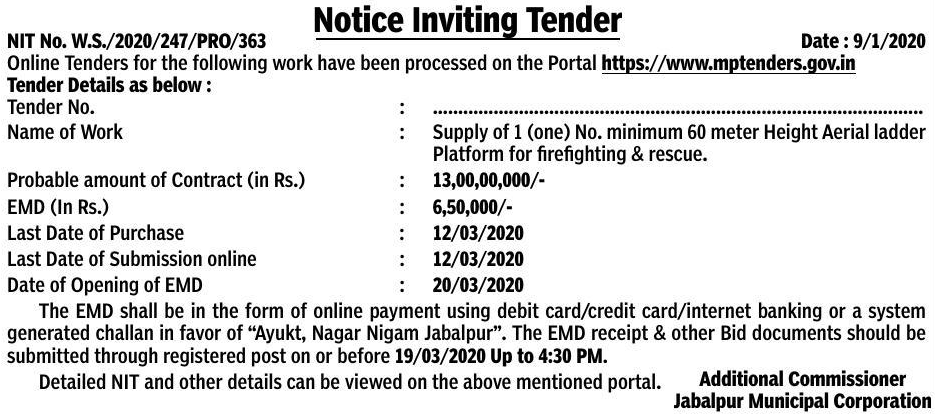 Notice Inviting Tender
NIT No. W.S./2020/247/PRO/363 Date : 9/1/2020
Online Tenders for the following work have been processed on the Portal https://www.mptenders.gov.in
Tender Details as below :
Tender No. : ............................................................................................................
Name of Work : Supply of 1 (one) No. minimum 60 meter Height Aerial ladder
Platform for firefighting & rescue.
Probable amount of Contract (in Rs.) : 13,00,00,000/-
EMD (In Rs.) : 6,50,000/-
Last Date of Purchase : 12/03/2020
Last Date of Submission online : 12/03/2020
Date of Opening of EMD : 20/03/2020
The EMD shall be in the form of online payment using debit card/credit card/internet banking or a system
generated challan in favor of “Ayukt, Nagar Nigam Jabalpur”. The EMD receipt & other Bid documents should be
submitted through registered post on or before 19/03/2020 Up to 4:30 PM.
Detailed NIT and other details can be viewed on the above mentioned portal.
Additional Commissioner
Jabalpur Municipal Corporation